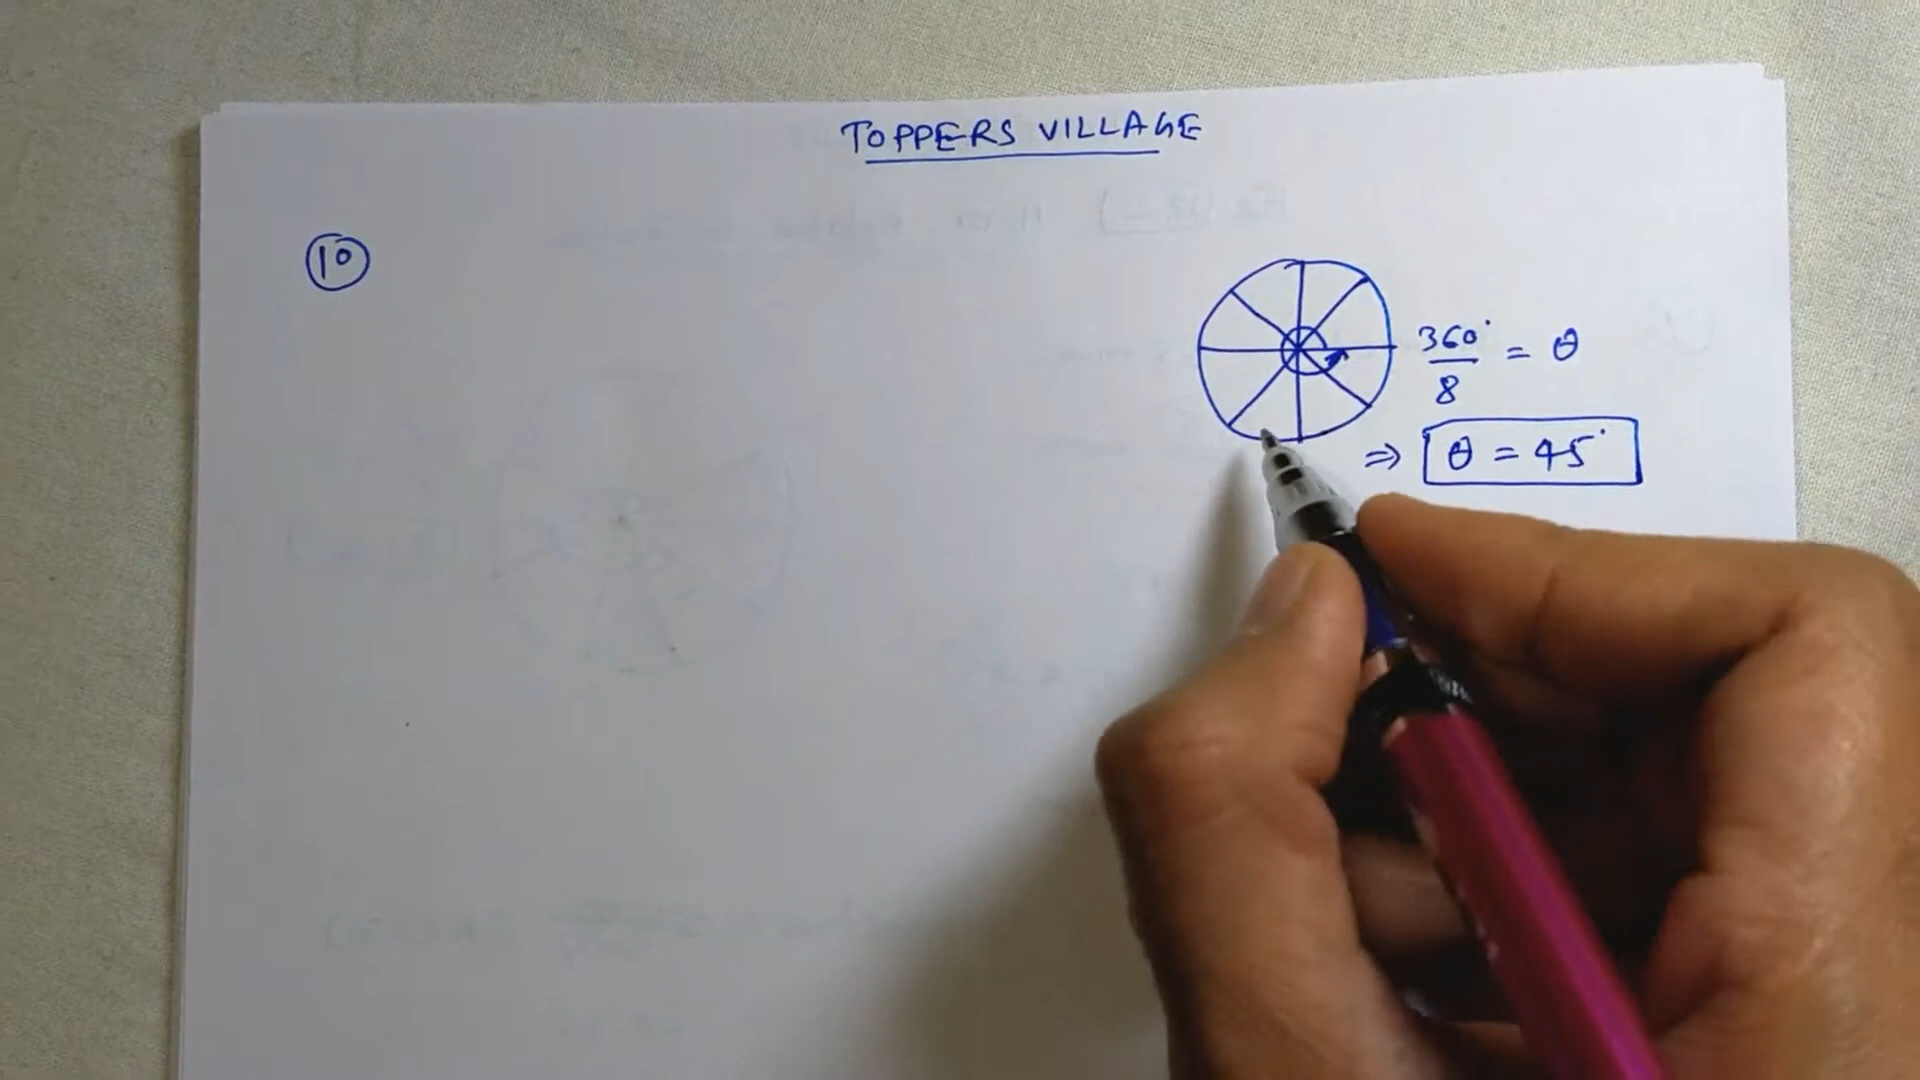 TOPPERS VILLAGE
10
360° / 8 = θ
⇒ θ = 45°